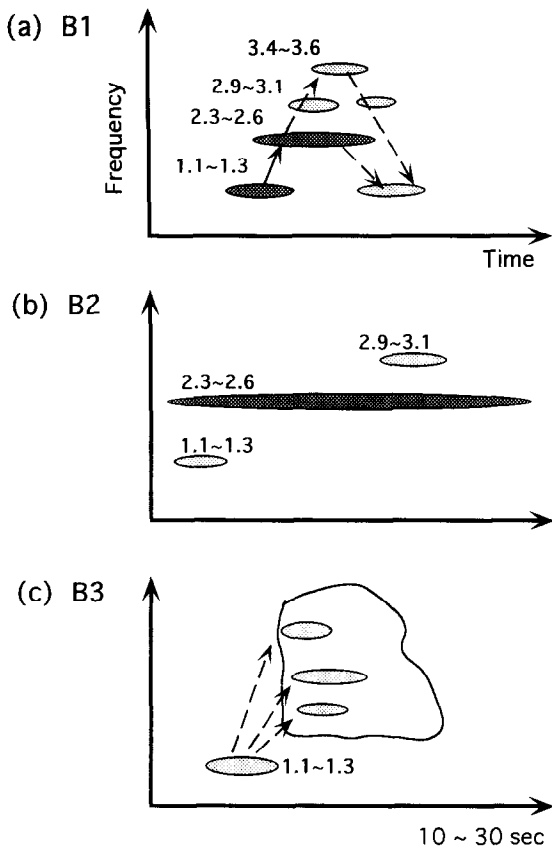 (a) B1
3.4~3.6
2.9~3.1
2.3~2.6
1.1~1.3
Frequency
Time
(b) B2
2.9~3.1
2.3~2.6
1.1~1.3
(c) B3
1.1~1.3
10 ~ 30 sec